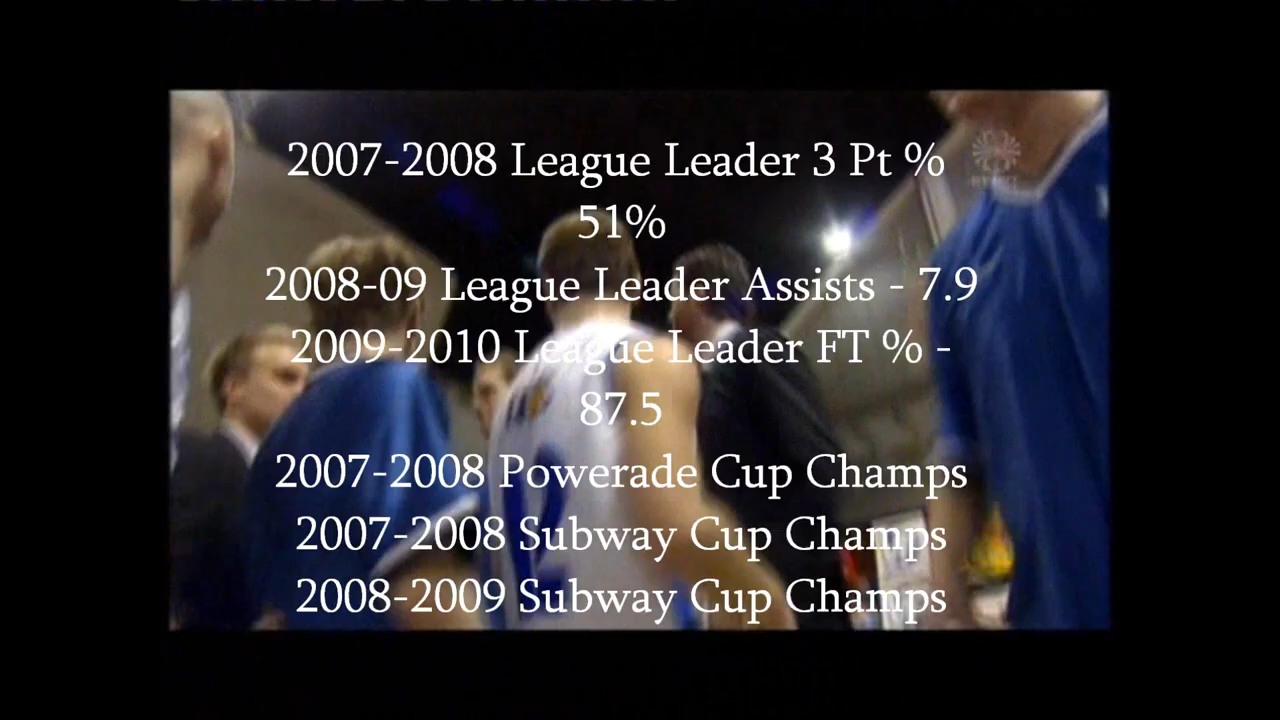 2007-2008 League Leader 3 Pt %
51%
2008-09 League Leader Assists - 7.9
2009-2010 League Leader FT % -
87.5
2007-2008 Powerade Cup Champs
2007-2008 Subway Cup Champs
2008-2009 Subway Cup Champs